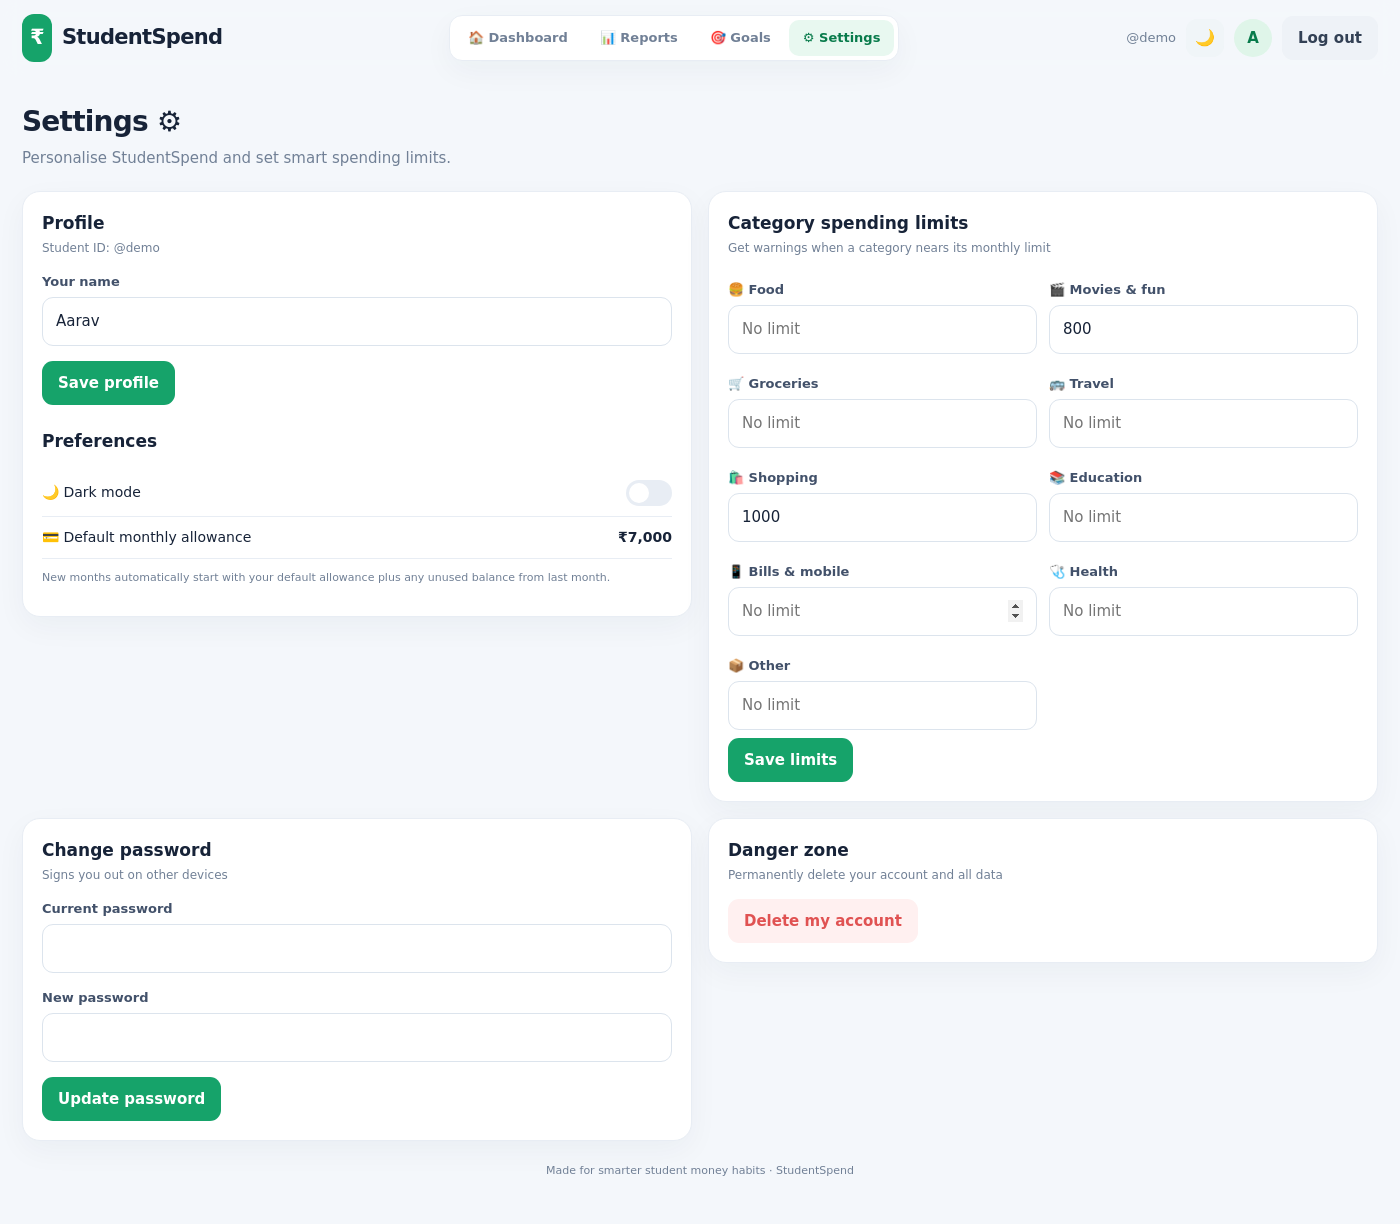 ₹ StudentSpend
🏠 Dashboard 📊 Reports 🎯 Goals ⚙ Settings
@demo 🌙 A Log out
Settings ⚙
Personalise StudentSpend and set smart spending limits.
Profile
Student ID: @demo
Your name
Aarav
Save profile
Preferences
🌙 Dark mode
💳 Default monthly allowance ₹7,000
New months automatically start with your default allowance plus any unused balance from last month.
Category spending limits
Get warnings when a category nears its monthly limit
🍔 Food 🎬 Movies & fun
No limit 800
🛒 Groceries 🚌 Travel
No limit No limit
🛍️ Shopping 📚 Education
1000 No limit
📱 Bills & mobile 🩺 Health
No limit No limit
📦 Other
No limit
Save limits
Change password
Signs you out on other devices
Current password
New password
Update password
Danger zone
Permanently delete your account and all data
Delete my account
Made for smarter student money habits · StudentSpend